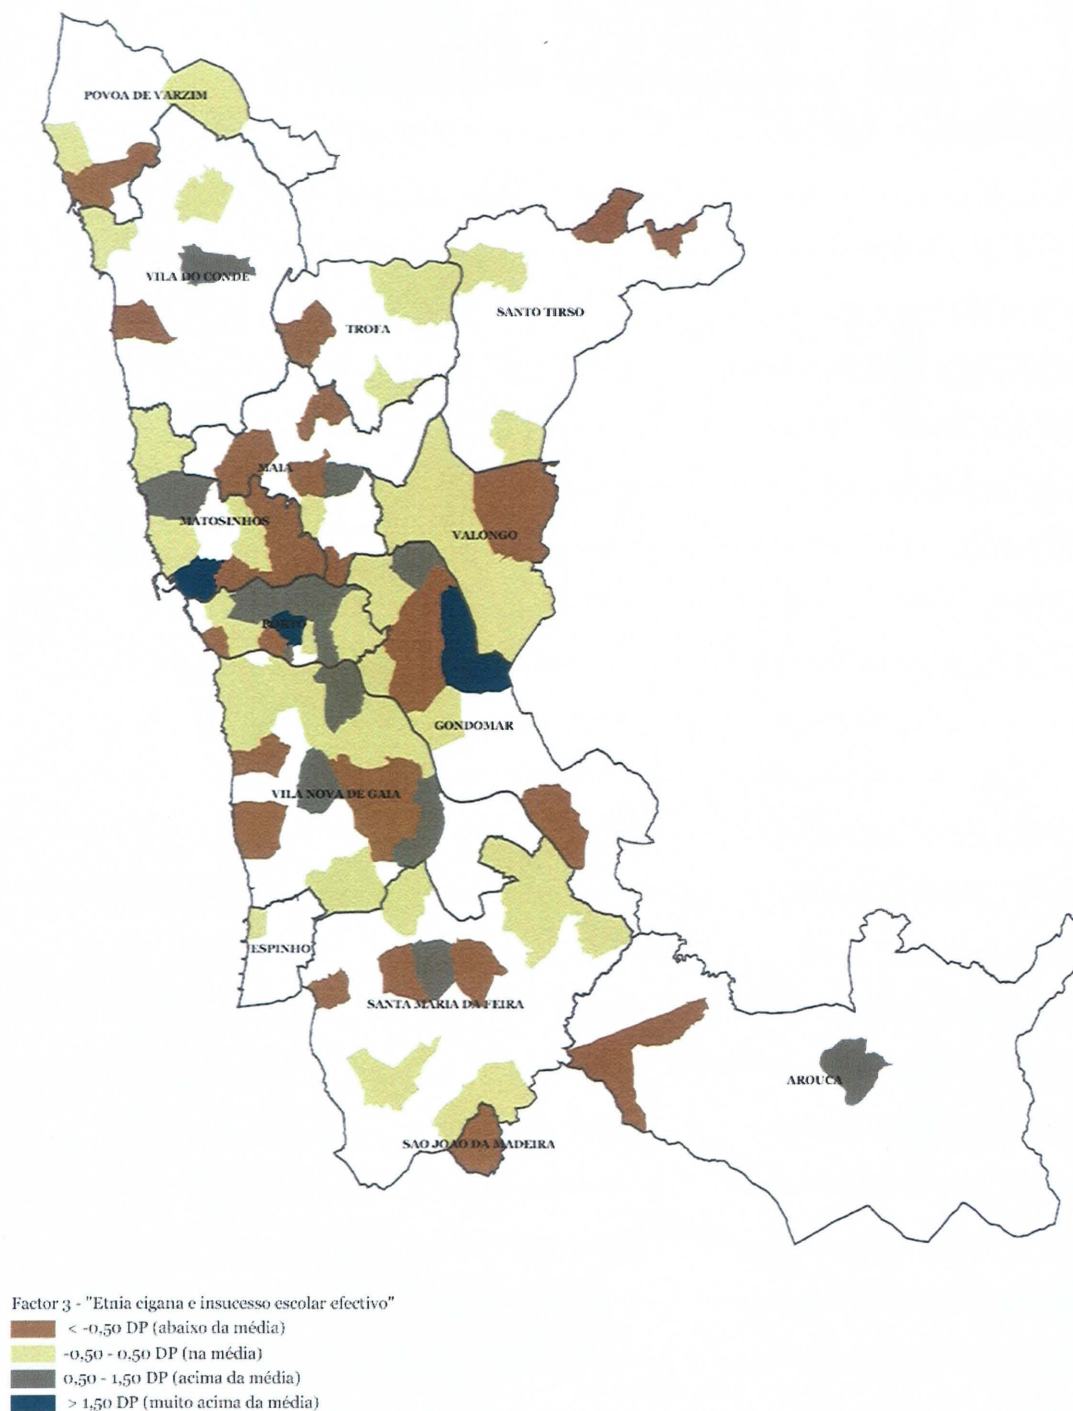 POVOA DE VARZIM
VILA DO CONDE
SANTO TIRSO
TROFA
MAIA
MATOSINHOS
VALONGO
PORTO
GONDOMAR
VILA NOVA DE GAIA
ESPINHO
SANTA MARIA DA FEIRA
AROUCA
SAO JOAO DA MADEIRA
Factor 3 - "Etnia cigana e insucesso escolar efectivo"
< -0,50 DP (abaixo da média)
-0,50 - 0,50 DP (na média)
0,50 - 1,50 DP (acima da média)
> 1,50 DP (muito acima da média)